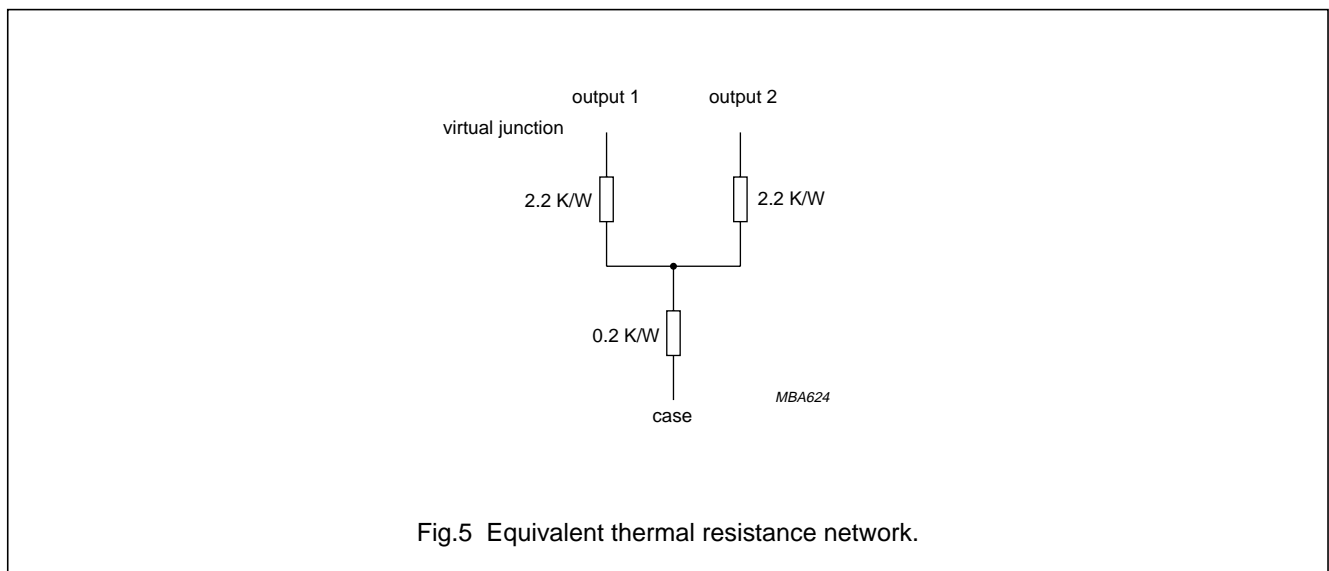 output 1 output 2
virtual junction
2.2 K/W 2.2 K/W
0.2 K/W
MBA624
case
Fig.5 Equivalent thermal resistance network.